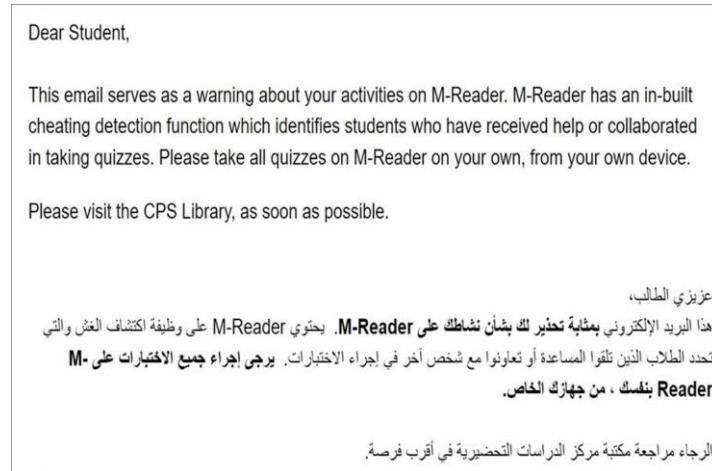 Dear Student,
This email serves as a warning about your activities on M-Reader. M-Reader has an in-built
cheating detection function which identifies students who have received help or collaborated
in taking quizzes. Please take all quizzes on M-Reader on your own, from your own device.
Please visit the CPS Library, as soon as possible.
عزيزي الطالب،
هذا البريد الإلكتروني بمثابة تحذير لك بشأن نشاطك على M-Reader. يحتوي M-Reader على وظيفة اكتشاف الغش والتي
تحدد الطلاب الذين تلقوا المساعدة أو تعاونوا مع شخص آخر في إجراء الاختبارات. يرجى إجراء جميع الاختبارات على M-
Reader بنفسك ، من جهازك الخاص.
الرجاء مراجعة مكتبة مركز الدراسات التحضيرية في أقرب فرصة.